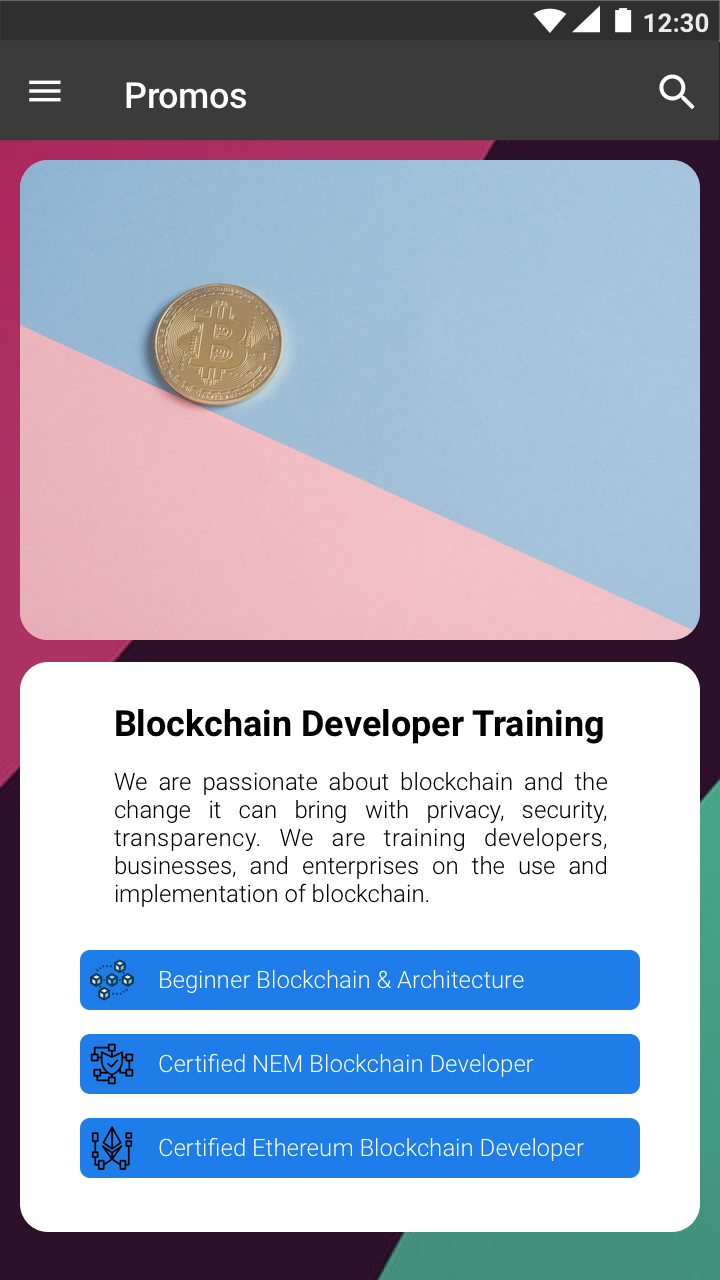 12:30
Promos
Blockchain Developer Training
We are passionate about blockchain and the
change it can bring with privacy, security,
transparency. We are training developers,
businesses, and enterprises on the use and
implementation of blockchain.
Beginner Blockchain & Architecture
Certified NEM Blockchain Developer
Certified Ethereum Blockchain Developer